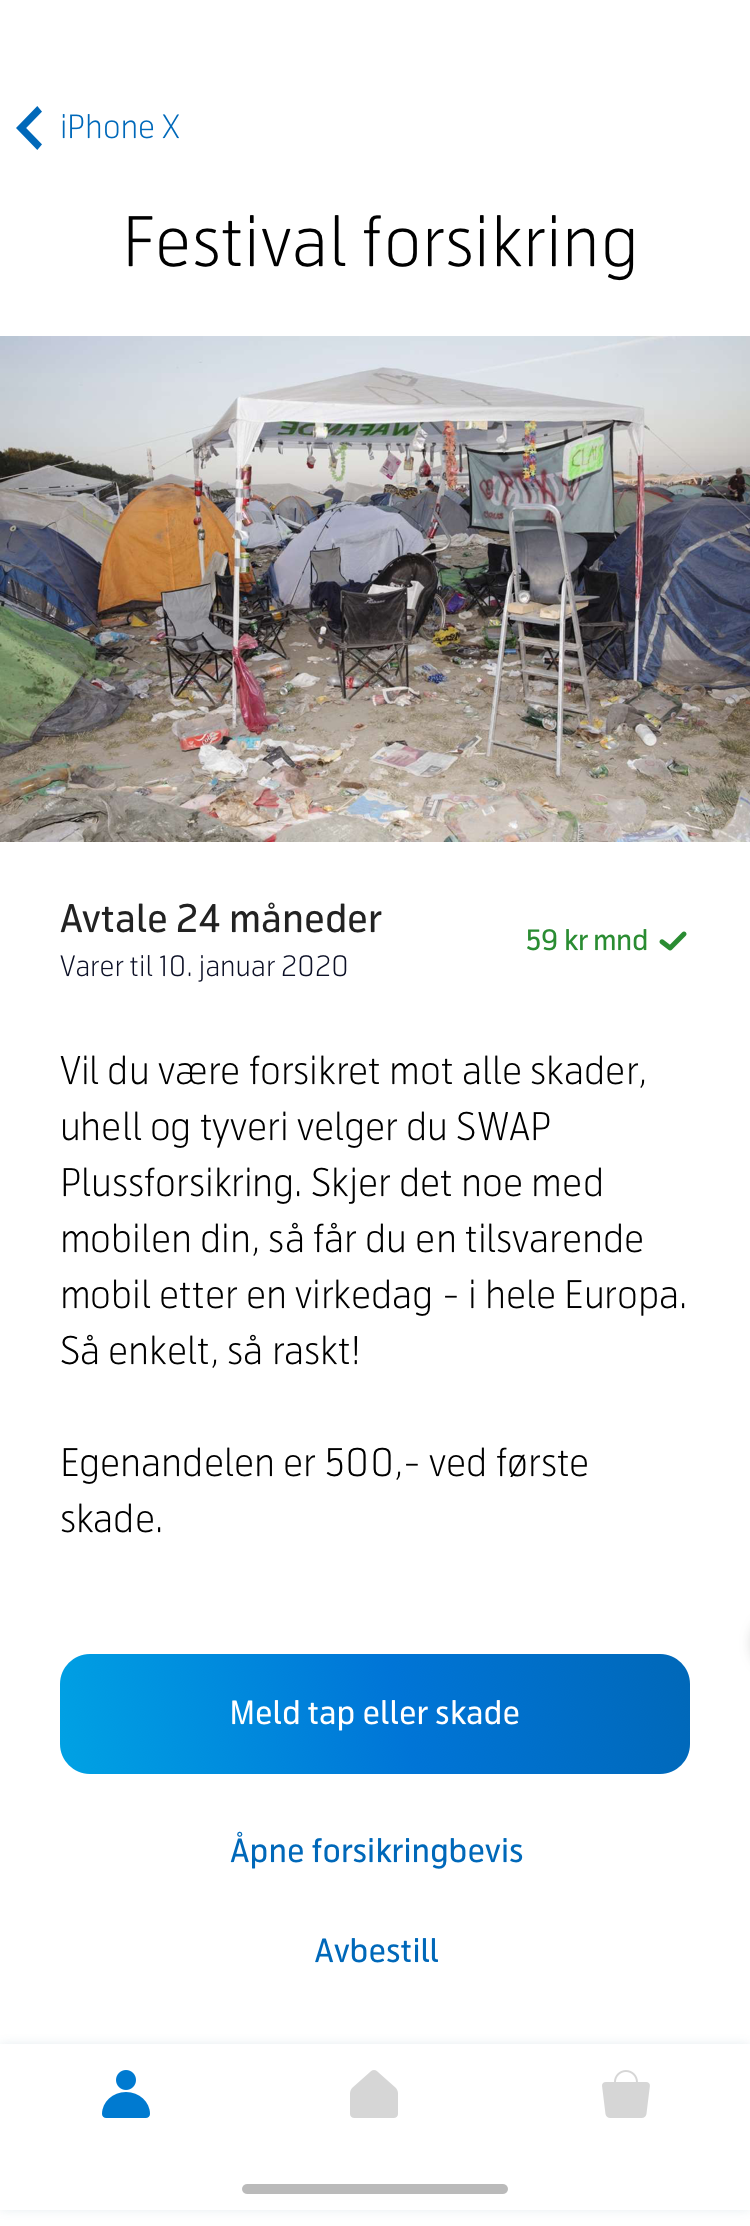 iPhone X
Festival forsikring
CLMN
Avtale 24 måneder
59 kr mnd
Varer til 10. januar 2020
Vil du være forsikret mot alle skader,
uhell og tyveri velger du SWAP
Plussforsikring. Skjer det noe med
mobilen din, så får du en tilsvarende
mobil etter en virkedag - i hele Europa.
Så enkelt, så raskt!
Egenandelen er 500,- ved første
skade.
Meld tap eller skade
Åpne forsikringbevis
Avbestill